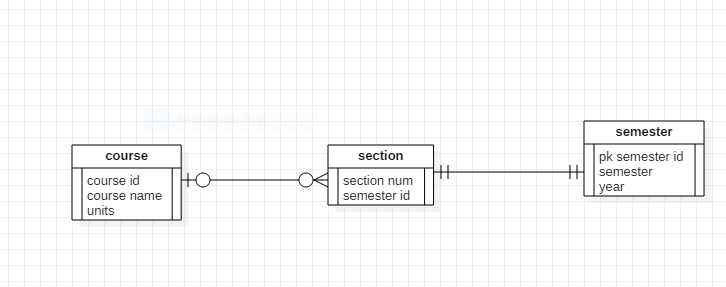 course
course id
course name
units
section
section num
semester id
semester
pk semester id
semester
year